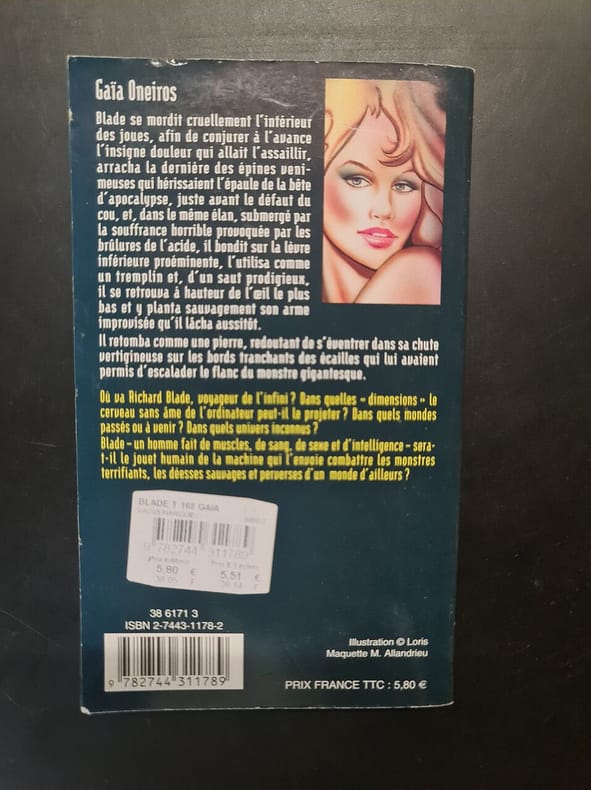 Gaïa Oneiros
Blade se mordit cruellement l'intérieur
des joues, afin de conjurer à l'avance
l'insigne douleur qui allait l'assaillir,
arracha la dernière des épines veni-
meuses qui hérissaient l'épaule de la bête
d'apocalypse, juste avant le défaut du
cou, et, dans le même élan, submergé par
la souffrance horrible provoquée par les
brûlures de l'acide, il bondit sur la lèvre
inférieure proéminente, l'utilisa comme
un tremplin et, d'un saut prodigieux,
il se retrouva à hauteur de l'œil le plus
bas et y planta sauvagement son arme
improvisée qu'il lâcha aussitôt.
Il retomba comme une pierre, redoutant de s'éventrer dans sa chute
vertigineuse sur les bords tranchants des écailles qui lui avaient
permis d'escalader le flanc du monstre gigantesque.
Où va Richard Blade, voyageur de l'infini ? Dans quelles « dimensions » le
cerveau sans âme de l'ordinateur peut-il le projeter ? Dans quels mondes
passés ou à venir ? Dans quels univers inconnus ?
Blade – un homme fait de muscles, de sang, de sexe et d'intelligence – sera-
t-il le jouet humain de la machine qui l'envoie combattre les monstres
terrifiants, les déesses sauvages et perverses d'un monde d'ailleurs ?
BLADE T.168 GAIA
9 782744 311789
5,80 € 5,51 €
38.05 F 36.14 F
38 6171 3
ISBN 2-7443-1178-2
9 782744 311789
Illustration © Loris
Maquette M. Allandrieu
PRIX FRANCE TTC : 5,80 €